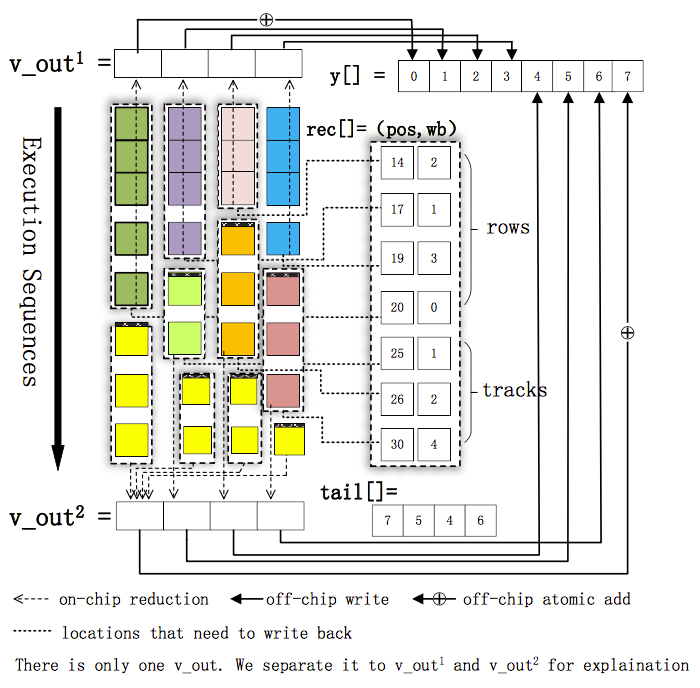 v_out¹ =
y[] =
0 1 2 3 4 5 6 7
Execution Sequences
rec[]= (pos,wb)
14 2
17 1
rows
19 3
20 0
25 1
tracks
26 2
30 4
tail[]=
v_out² =
7 5 4 6
on-chip reduction
off-chip write
off-chip atomic add
locations that need to write back
There is only one v_out. We separate it to v_out¹ and v_out² for explaination